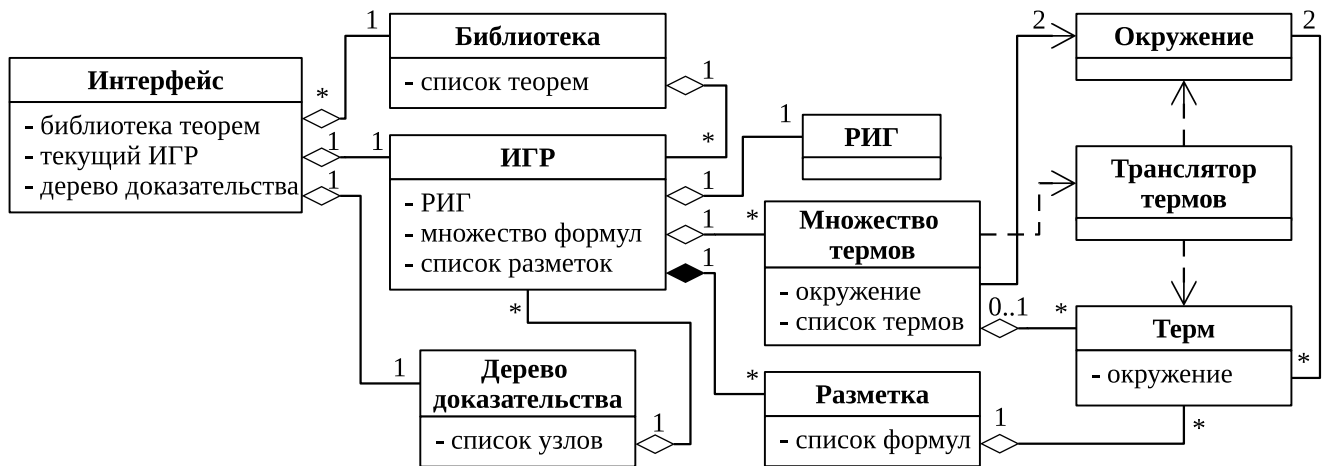 Интерфейс
- библиотека теорем
- текущий ИГР
- дерево доказательства
*
1
1
1
1
1
Библиотека
- список теорем
1
*
ИГР
- РИГ
- множество формул
- список разметок
1
1
1
*
Дерево
доказательства
- список узлов
1
1
РИГ
*
Множество
термов
- окружение
- список термов
0..1
*
2
*
Разметка
- список формул
1
*
Окружение
2
Транслятор
термов
Терм
- окружение
*